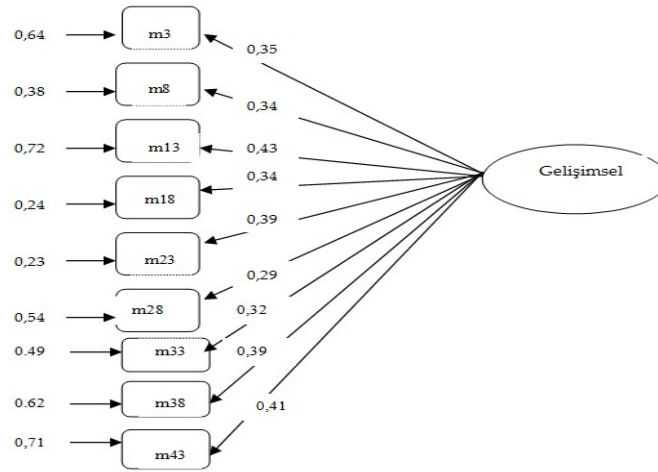 0,64 m3 0,35
0,38 m8 0,34
0,72 m13 0,43
0,24 m18 0,34
0,23 m23 0,39
0,54 m28 0,29
0.49 m33 0,32
0.62 m38 0,39
0,71 m43 0,41
Gelişimsel